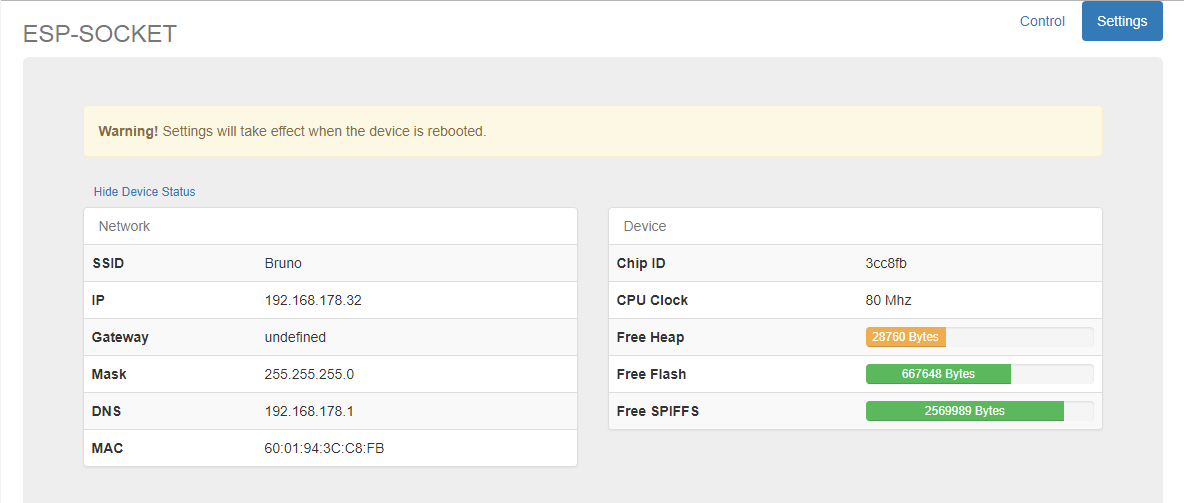 ESP-SOCKET
Control
Settings
Warning! Settings will take effect when the device is rebooted.
Hide Device Status
Network
SSID Bruno
IP 192.168.178.32
Gateway undefined
Mask 255.255.255.0
DNS 192.168.178.1
MAC 60:01:94:3C:C8:FB
Device
Chip ID 3cc8fb
CPU Clock 80 Mhz
Free Heap 28760 Bytes
Free Flash 667648 Bytes
Free SPIFFS 2569989 Bytes